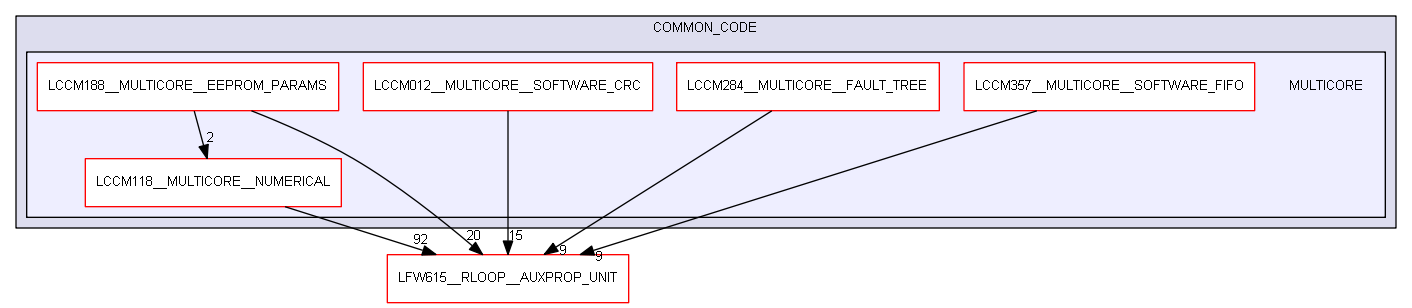 COMMON_CODE
LCCM188__MULTICORE__EEPROM_PARAMS
LCCM012__MULTICORE__SOFTWARE_CRC
LCCM284__MULTICORE__FAULT_TREE
LCCM357__MULTICORE__SOFTWARE_FIFO
MULTICORE
2
LCCM118__MULTICORE__NUMERICAL
92
20
15
9
9
LFW615__RLOOP__AUXPROP_UNIT